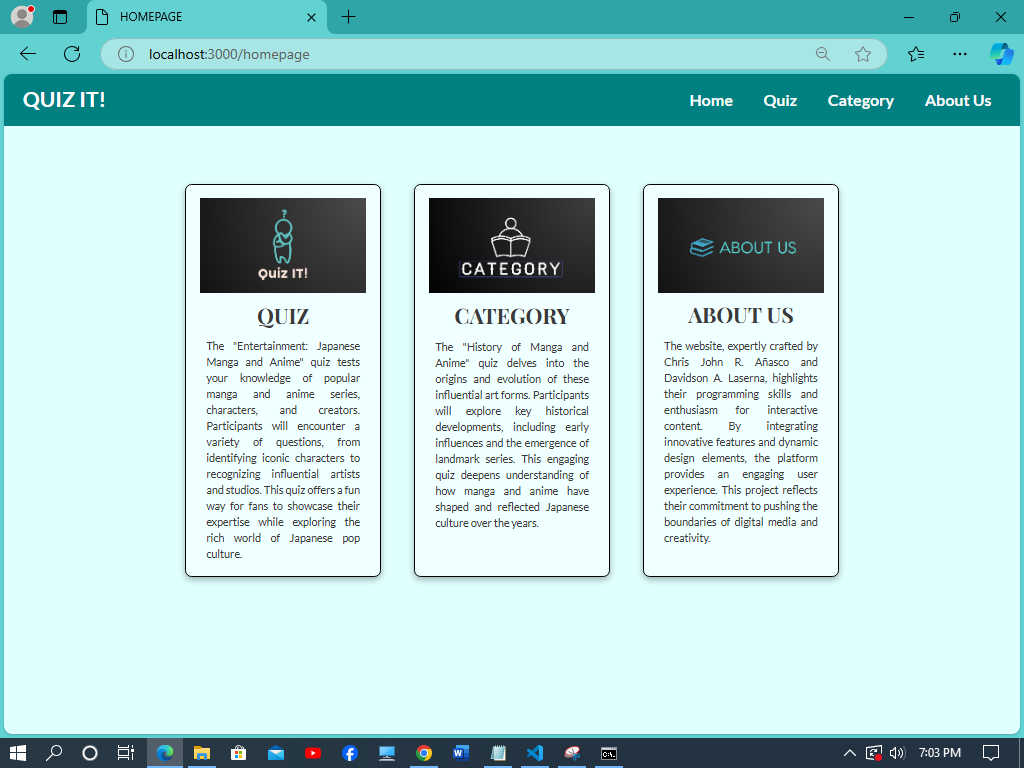 HOMEPAGE
localhost:3000/homepage
QUIZ IT!
Home Quiz Category About Us
Quiz IT!
QUIZ
The "Entertainment: Japanese
Manga and Anime" quiz tests
your knowledge of popular
manga and anime series,
characters, and creators.
Participants will encounter a
variety of questions, from
identifying iconic characters to
recognizing influential artists
and studios. This quiz offers a fun
way for fans to showcase their
expertise while exploring the
rich world of Japanese pop
culture.
CATEGORY
CATEGORY
The "History of Manga and
Anime" quiz delves into the
origins and evolution of these
influential art forms. Participants
will explore key historical
developments, including early
influences and the emergence of
landmark series. This engaging
quiz deepens understanding of
how manga and anime have
shaped and reflected Japanese
culture over the years.
ABOUT US
ABOUT US
The website, expertly crafted by
Chris John R. Añasco and
Davidson A. Laserna, highlights
their programming skills and
enthusiasm for interactive
content. By integrating
innovative features and dynamic
design elements, the platform
provides an engaging user
experience. This project reflects
their commitment to pushing the
boundaries of digital media and
creativity.
7:03 PM